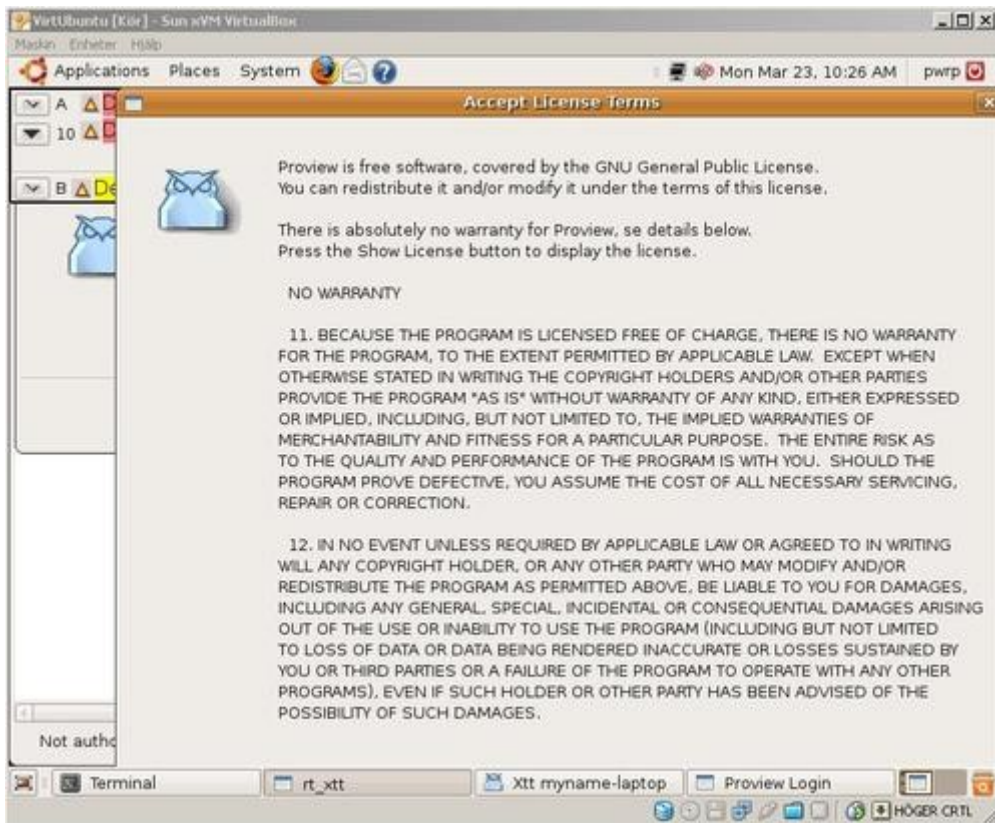 VirtUbuntu [Kör] - Sun xVM VirtualBox
Maskin Enheter Hjälp
Applications Places System Mon Mar 23, 10:26 AM pwrp
A D
Accept License Terms
10 D
B De
Proview is free software, covered by the GNU General Public License.
You can redistribute it and/or modify it under the terms of this license.
There is absolutely no warranty for Proview, se details below.
Press the Show License button to display the license.
NO WARRANTY
11. BECAUSE THE PROGRAM IS LICENSED FREE OF CHARGE, THERE IS NO WARRANTY
FOR THE PROGRAM, TO THE EXTENT PERMITTED BY APPLICABLE LAW. EXCEPT WHEN
OTHERWISE STATED IN WRITING THE COPYRIGHT HOLDERS AND/OR OTHER PARTIES
PROVIDE THE PROGRAM "AS IS" WITHOUT WARRANTY OF ANY KIND, EITHER EXPRESSED
OR IMPLIED, INCLUDING, BUT NOT LIMITED TO, THE IMPLIED WARRANTIES OF
MERCHANTABILITY AND FITNESS FOR A PARTICULAR PURPOSE. THE ENTIRE RISK AS
TO THE QUALITY AND PERFORMANCE OF THE PROGRAM IS WITH YOU. SHOULD THE
PROGRAM PROVE DEFECTIVE, YOU ASSUME THE COST OF ALL NECESSARY SERVICING,
REPAIR OR CORRECTION.
12. IN NO EVENT UNLESS REQUIRED BY APPLICABLE LAW OR AGREED TO IN WRITING
WILL ANY COPYRIGHT HOLDER, OR ANY OTHER PARTY WHO MAY MODIFY AND/OR
REDISTRIBUTE THE PROGRAM AS PERMITTED ABOVE, BE LIABLE TO YOU FOR DAMAGES,
INCLUDING ANY GENERAL, SPECIAL, INCIDENTAL OR CONSEQUENTIAL DAMAGES ARISING
OUT OF THE USE OR INABILITY TO USE THE PROGRAM (INCLUDING BUT NOT LIMITED
TO LOSS OF DATA OR DATA BEING RENDERED INACCURATE OR LOSSES SUSTAINED BY
YOU OR THIRD PARTIES OR A FAILURE OF THE PROGRAM TO OPERATE WITH ANY OTHER
PROGRAMS), EVEN IF SUCH HOLDER OR OTHER PARTY HAS BEEN ADVISED OF THE
POSSIBILITY OF SUCH DAMAGES.
Not autho
Terminal rt_xtt Xtt myname-laptop Proview Login
HÖGER CRTL